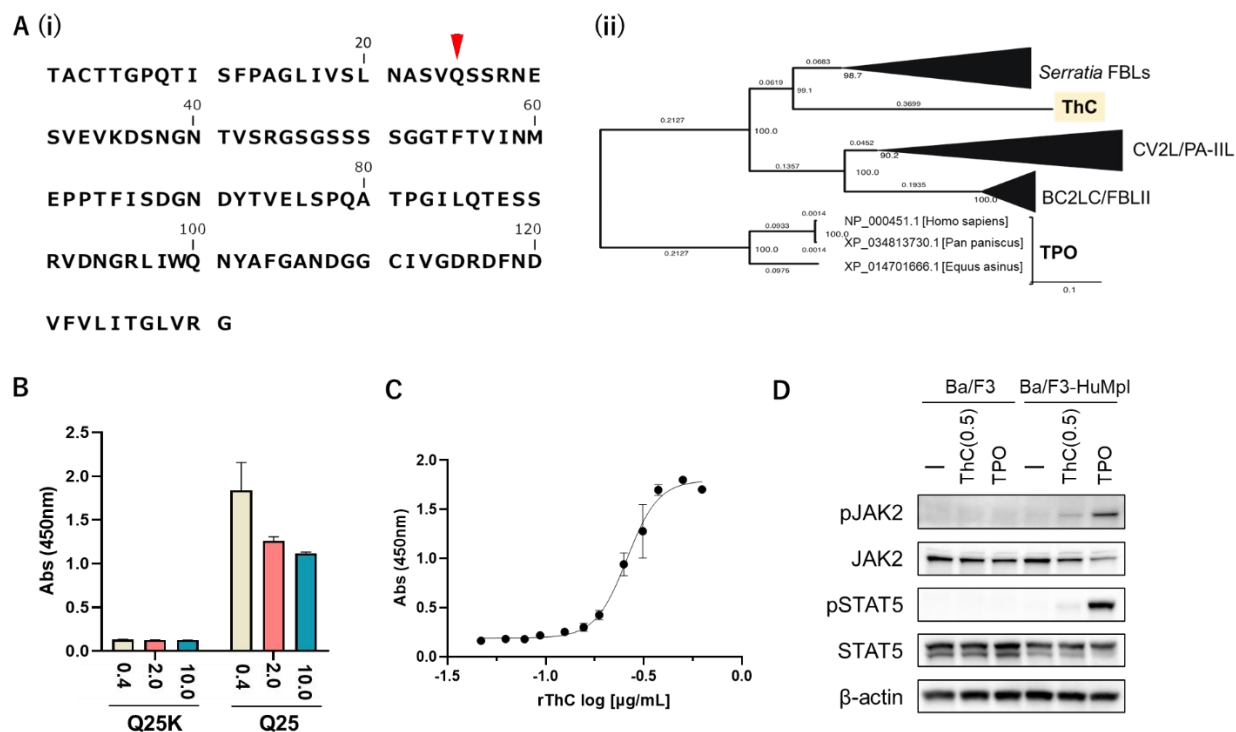 A (i)
20
TACTTGPQTI SFPAGLIVSL NASVQSSRNE
40 60
SVEVKDSNGN TVSRGSGSSS SGGTFTVINM
80
EPPTFISDGN DYTVELSPQA TPGILQTESS
100 120
RVDNGRLIWQ NYAFGANDGG CIVGDRDFND
VFVLITGLVR G
(ii)
0.0683
Serratia FBLs
98.7
0.0619
99.1
0.3699
ThC
0.2127
100.0
0.0452
CV2L/PA-IIL
90.2
0.1357
100.0
0.1935
BC2LC/FBLII
100.0
0.0014
NP_000451.1 [Homo sapiens]
0.0933
100.0
XP_034813730.1 [Pan paniscus]
0.0014
TPO
0.2127
100.0
XP_014701666.1 [Equus asinus]
0.0975
0.1
B
2.5
2.0
1.5
1.0
0.5
0.0
Abs (450nm)
0.4 2.0 10.0 0.4 2.0 10.0
Q25K Q25
C
2.0
1.5
1.0
0.5
0.0
Abs (450nm)
-1.5 -1.0 -0.5 0.0
rThC log [µg/mL]
D
Ba/F3 Ba/F3-HuMpl
— ThC(0.5) TPO — ThC(0.5) TPO
pJAK2
JAK2
pSTAT5
STAT5
β-actin